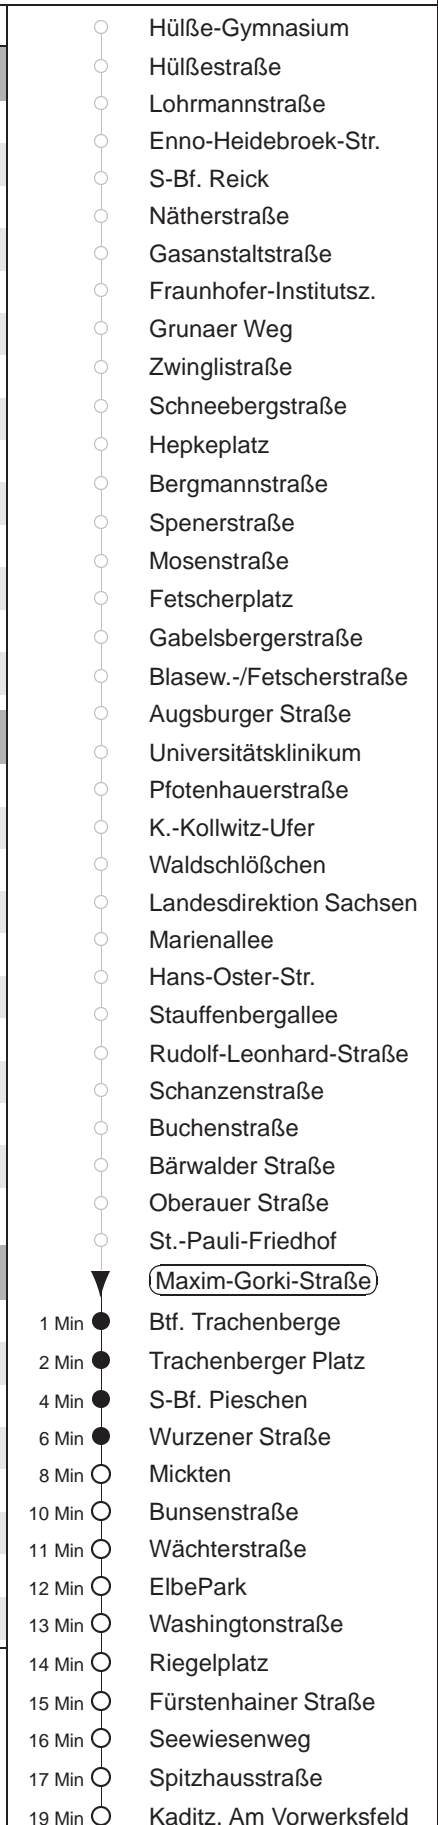 Hülße-Gymnasium
Hülßestraße
Lohrmannstraße
Enno-Heidebroek-Str.
S-Bf. Reick
Nätherstraße
Gasanstaltstraße
Fraunhofer-Institutsz.
Grunaer Weg
Zwinglistraße
Schneebergstraße
Hepkeplatz
Bergmannstraße
Spenerstraße
Mosenstraße
Fetscherplatz
Gabelsbergerstraße
Blasew.-/Fetscherstraße
Augsburger Straße
Universitätsklinikum
Pfotenhauerstraße
K.-Kollwitz-Ufer
Waldschlößchen
Landesdirektion Sachsen
Marienallee
Hans-Oster-Str.
Stauffenbergallee
Rudolf-Leonhard-Straße
Schanzenstraße
Buchenstraße
Bärwalder Straße
Oberauer Straße
St.-Pauli-Friedhof
Maxim-Gorki-Straße
1 Min Btf. Trachenberge
2 Min Trachenberger Platz
4 Min S-Bf. Pieschen
6 Min Wurzener Straße
8 Min Mickten
10 Min Bunsenstraße
11 Min Wächterstraße
12 Min ElbePark
13 Min Washingtonstraße
14 Min Riegelplatz
15 Min Fürstenhainer Straße
16 Min Seewiesenweg
17 Min Spitzhausstraße
19 Min Kaditz, Am Vorwerksfeld